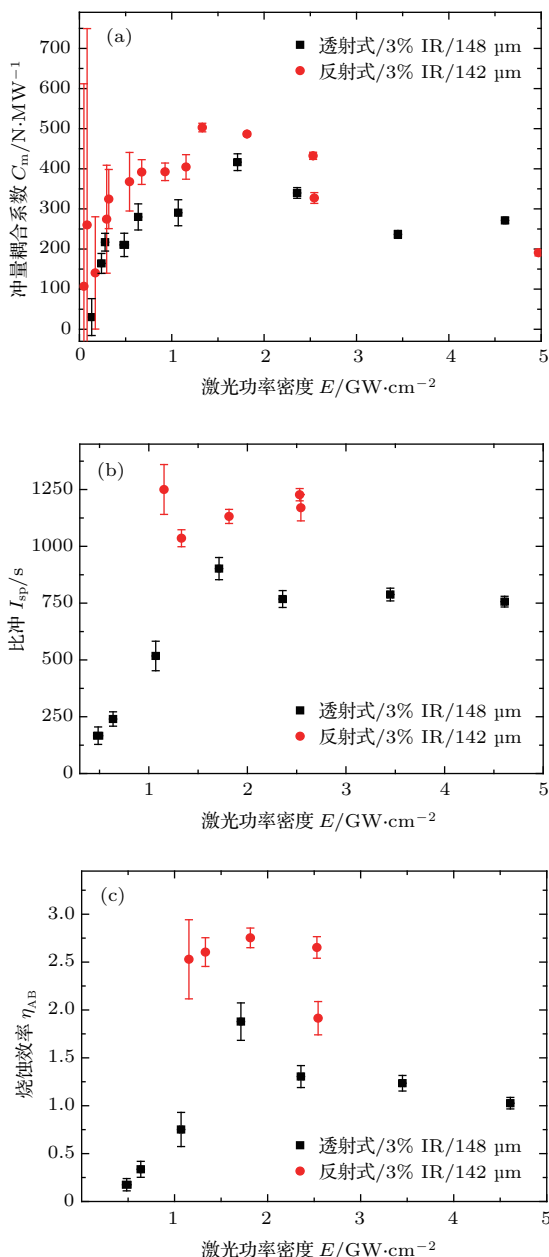 (a)
透射式/3% IR/148 µm
反射式/3% IR/142 µm
冲量耦合系数 Cm/N·MW−1
700
600
500
400
300
200
100
0
0 1 2 3 4 5
激光功率密度 E/GW·cm−2
(b)
比冲 Isp/s
1250
1000
750
500
250
0
透射式/3% IR/148 µm
反射式/3% IR/142 µm
1 2 3 4 5
激光功率密度 E/GW·cm−2
(c)
烧蚀效率 ηAB
3.0
2.5
2.0
1.5
1.0
0.5
0
透射式/3% IR/148 µm
反射式/3% IR/142 µm
1 2 3 4 5
激光功率密度 E/GW·cm−2